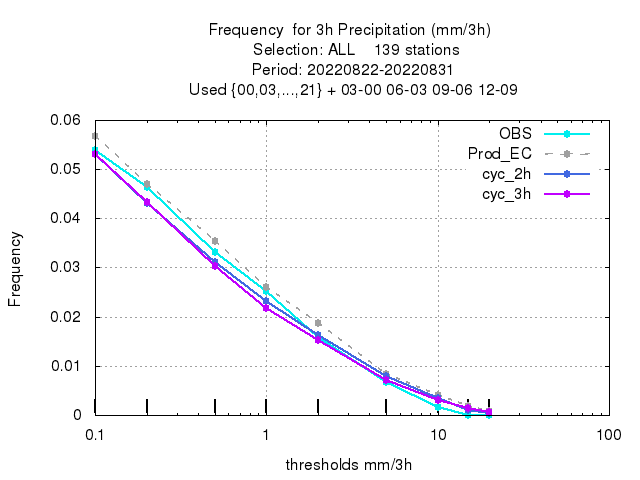 Frequency  for 3h Precipitation (mm/3h)
Selection: ALL    139 stations
Period: 20220822-20220831
Used {00,03,...,21} + 03-00 06-03 09-06 12-09
OBS
Prod_EC
cyc_2h
cyc_3h
0.06
0.05
0.04
0.03
0.02
0.01
0
Frequency
0.1
1
10
100
thresholds mm/3h